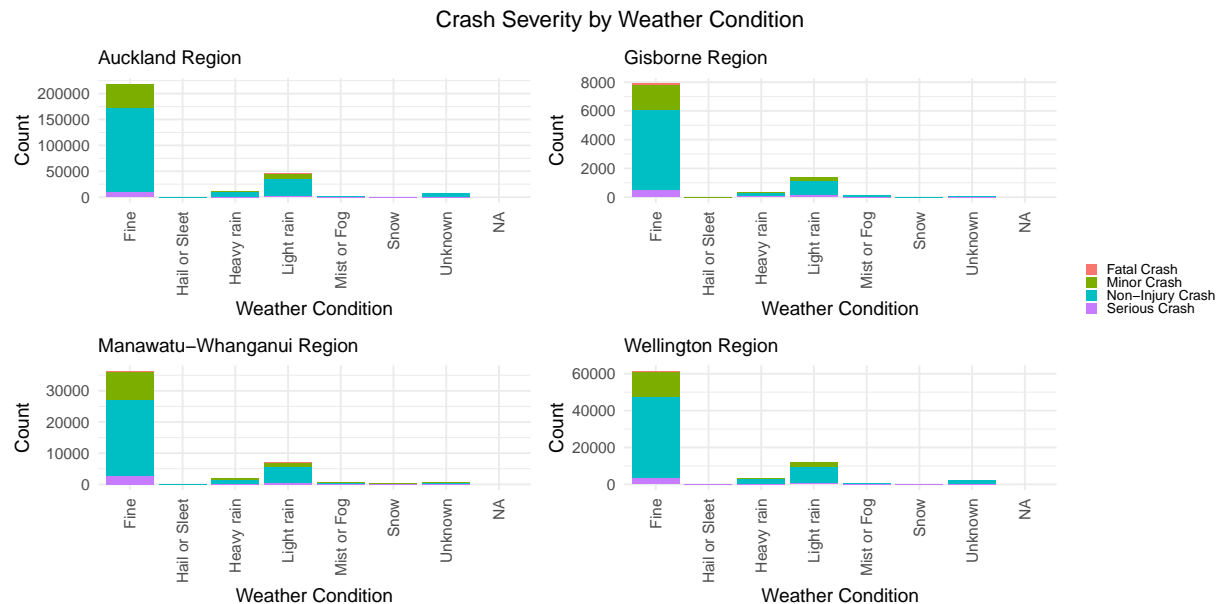 Crash Severity by Weather Condition
Auckland Region
Count
200000
150000
100000
50000
0
Fine
Hail or Sleet
Heavy rain
Light rain
Mist or Fog
Snow
Unknown
NA
Weather Condition
Gisborne Region
Count
8000
6000
4000
2000
0
Fine
Hail or Sleet
Heavy rain
Light rain
Mist or Fog
Snow
Unknown
NA
Weather Condition
Fatal Crash
Minor Crash
Non−Injury Crash
Serious Crash
Manawatu−Whanganui Region
Count
30000
20000
10000
0
Fine
Hail or Sleet
Heavy rain
Light rain
Mist or Fog
Snow
Unknown
NA
Weather Condition
Wellington Region
Count
60000
40000
20000
0
Fine
Hail or Sleet
Heavy rain
Light rain
Mist or Fog
Snow
Unknown
NA
Weather Condition